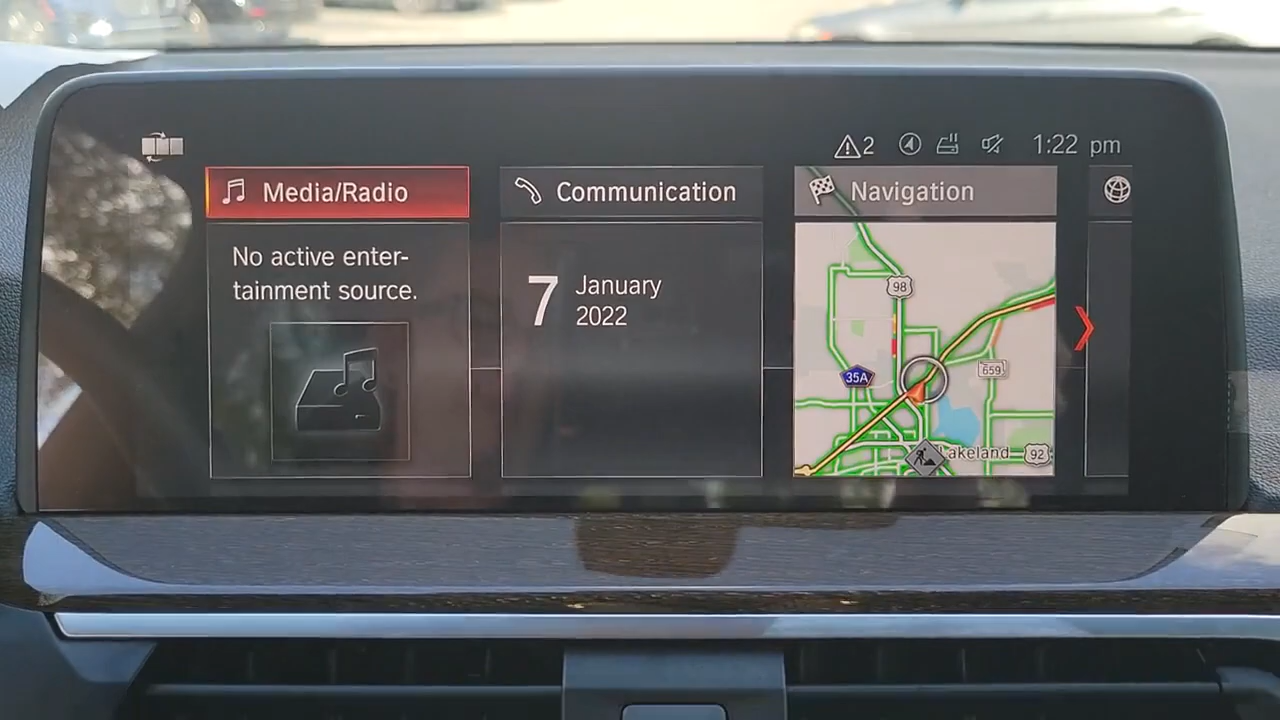 2
1:22 pm
Media/Radio
Communication
Navigation
No active enter-
tainment source.
7
January
2022
98
35A
659
Lakeland
92